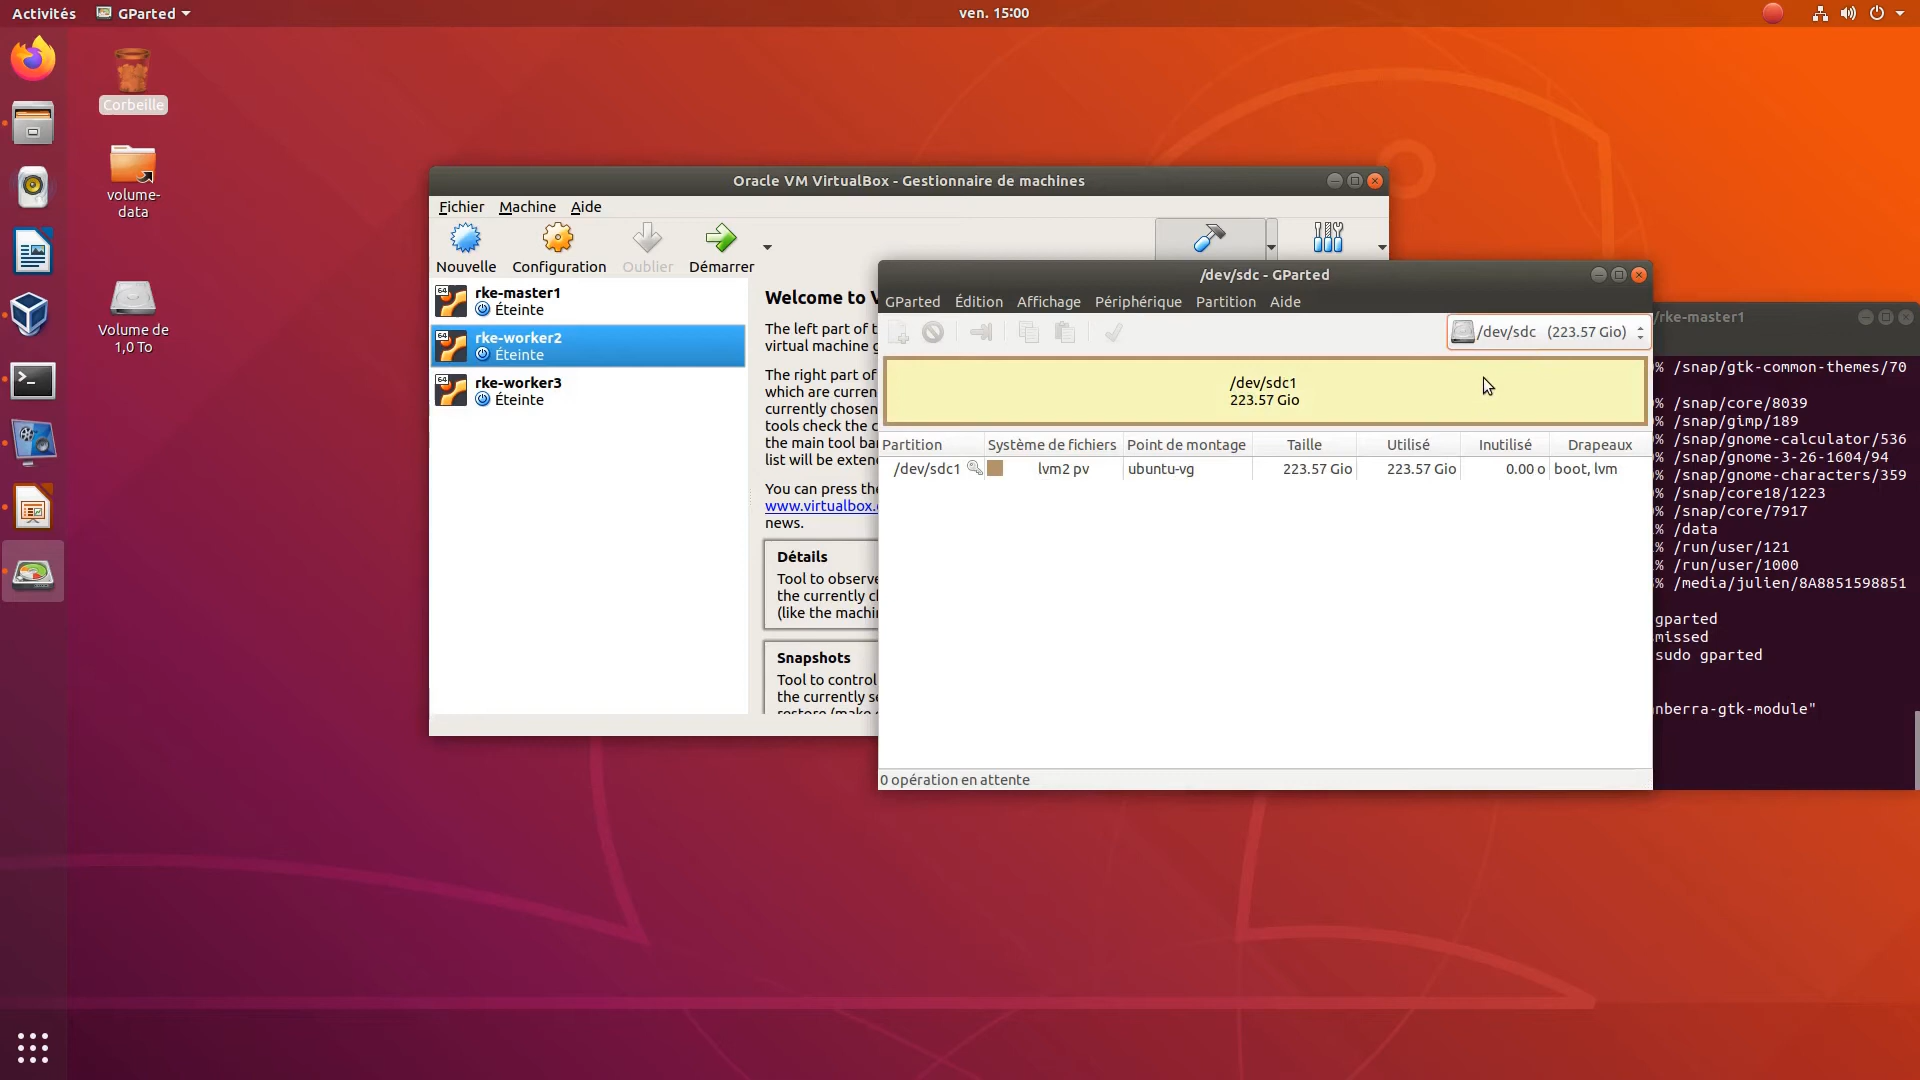 Activités
GParted
ven. 15:00
Corbeille
volume-
data
Volume de
1,0 To
Oracle VM VirtualBox - Gestionnaire de machines
Fichier Machine Aide
Nouvelle Configuration Oublier Démarrer
64 rke-master1
Éteinte
64 rke-worker2
Éteinte
64 rke-worker3
Éteinte
Welcome to V
The left part of t
virtual machine g
The right part of
which are curren
currently chosen
tools check the c
the main tool bar
list will be exten
You can press the
www.virtualbox.
news.
Détails
Tool to observe
the currently c
(like the machi
Snapshots
Tool to control
the currently se
/dev/sdc - GParted
GParted Édition Affichage Périphérique Partition Aide
/dev/sdc (223.57 Gio)
/dev/sdc1
223.57 Gio
Partition Système de fichiers Point de montage Taille Utilisé Inutilisé Drapeaux
/dev/sdc1 lvm2 pv ubuntu-vg 223.57 Gio 223.57 Gio 0.00 o boot, lvm
0 opération en attente
/rke-master1
% /snap/gtk-common-themes/70
% /snap/core/8039
% /snap/gimp/189
% /snap/gnome-calculator/536
% /snap/gnome-3-26-1604/94
% /snap/gnome-characters/359
% /snap/core18/1223
% /snap/core/7917
% /data
% /run/user/121
% /run/user/1000
% /media/julien/8A8851598851
gparted
missed
sudo gparted
nberra-gtk-module"